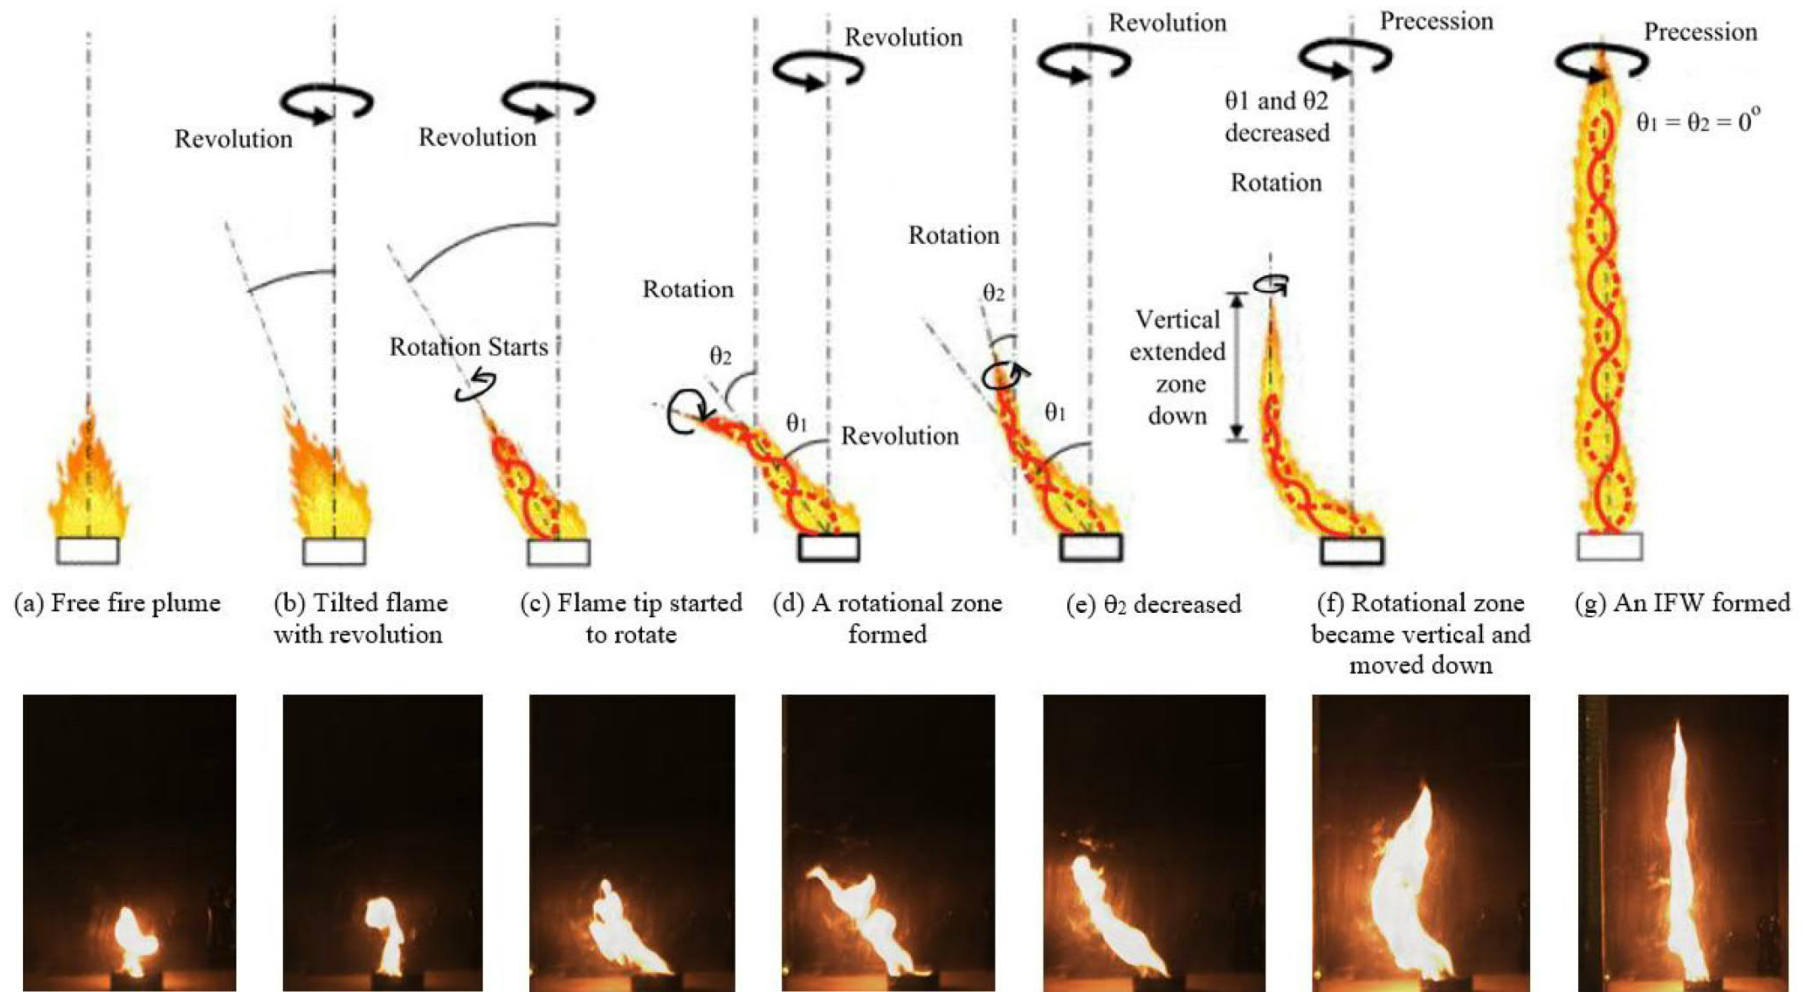 Revolution
Revolution
Rotation Starts
Revolution
Rotation
θ2
θ1
Revolution
Revolution
Rotation
θ2
θ1
Precession
θ1 and θ2
decreased
Rotation
Vertical
extended
zone
down
Precession
θ1 = θ2 = 0°
(a) Free fire plume
(b) Tilted flame
with revolution
(c) Flame tip started
to rotate
(d) A rotational zone
formed
(e) θ2 decreased
(f) Rotational zone
became vertical and
moved down
(g) An IFW formed